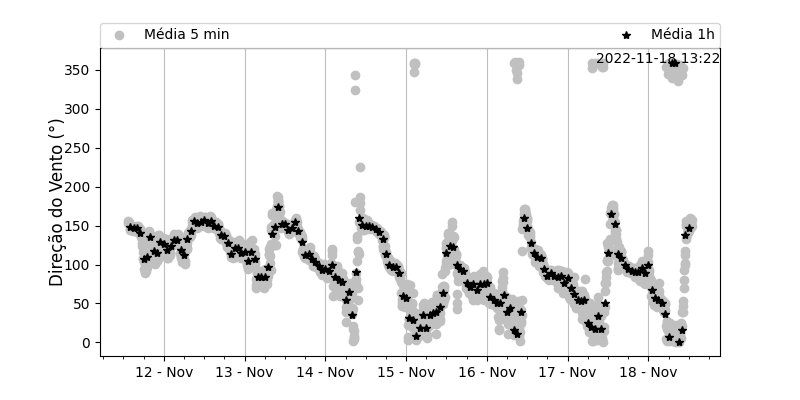 Média 5 min
Média 1h
2022-11-18 13:22
Direção do Vento (°)
350
300
250
200
150
100
50
0
12 - Nov
13 - Nov
14 - Nov
15 - Nov
16 - Nov
17 - Nov
18 - Nov